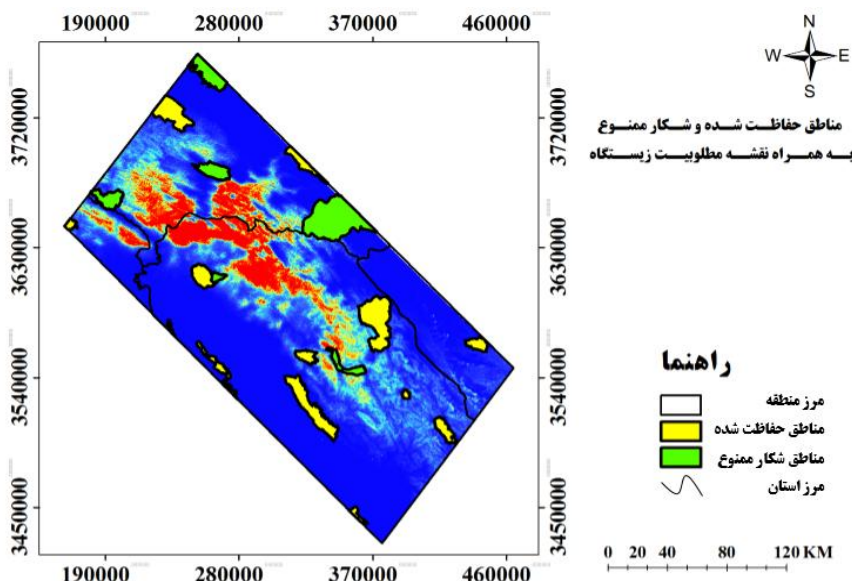 190000 280000 370000 460000
N
W E
S
مناطق حفاظت شده و شکار ممنوع
به همراه نقشه مطلوبیت زیستگاه
3720000 3720000
3630000 3630000
3540000 3540000
3450000 3450000
راهنما
مرز منطقه
مناطق حفاظت شده
مناطق شکار ممنوع
مرز استان
0 20 40 80 120 KM
190000 280000 370000 460000